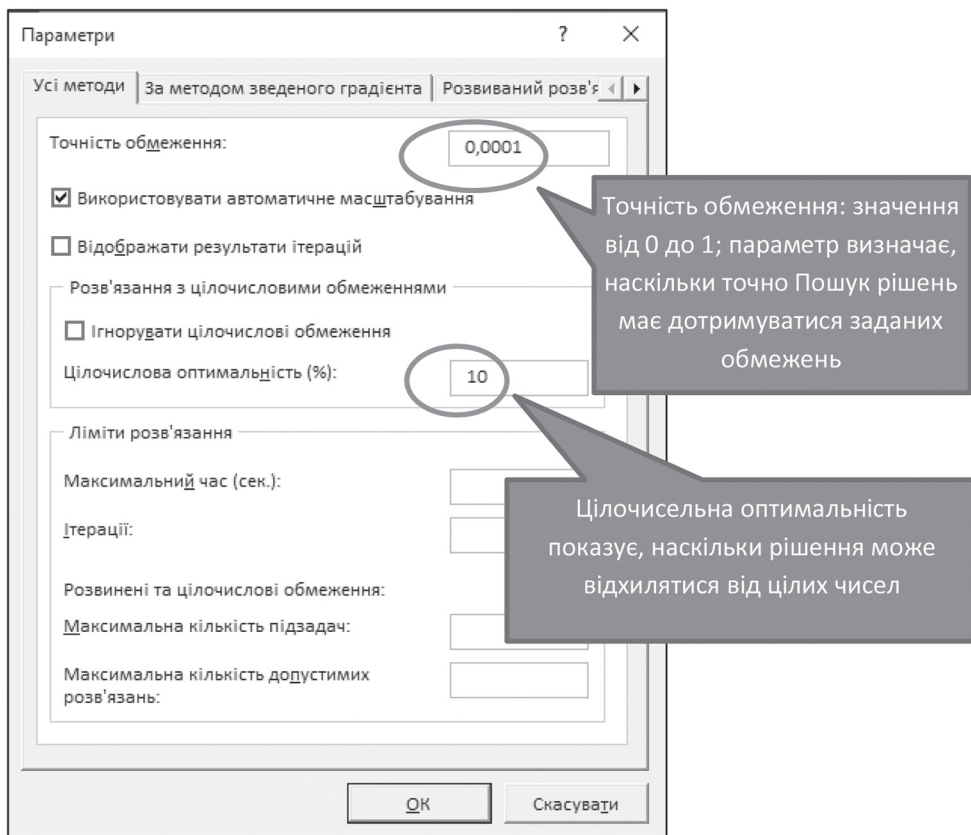 Параметри
?
Усі методи
За методом зведеного градієнта
Розвиваний розв'я
Точність обмеження:
0,0001
Використовувати автоматичне масштабування
Відображати результати ітерацій
Розв'язання з цілочисловими обмеженнями
Ігнорувати цілочислові обмеження
Цілочислова оптимальність (%):
10
Ліміти розв'язання
Максимальний час (сек.):
Ітерації:
Розвинені та цілочислові обмеження:
Максимальна кількість підзадач:
Максимальна кількість допустимих
розв'язань:
ОК
Скасувати
Точність обмеження: значення
від 0 до 1; параметр визначає,
наскільки точно Пошук рішень
має дотримуватися заданих
обмежень
Цілочисельна оптимальність
показує, наскільки рішення може
відхилятися від цілих чисел